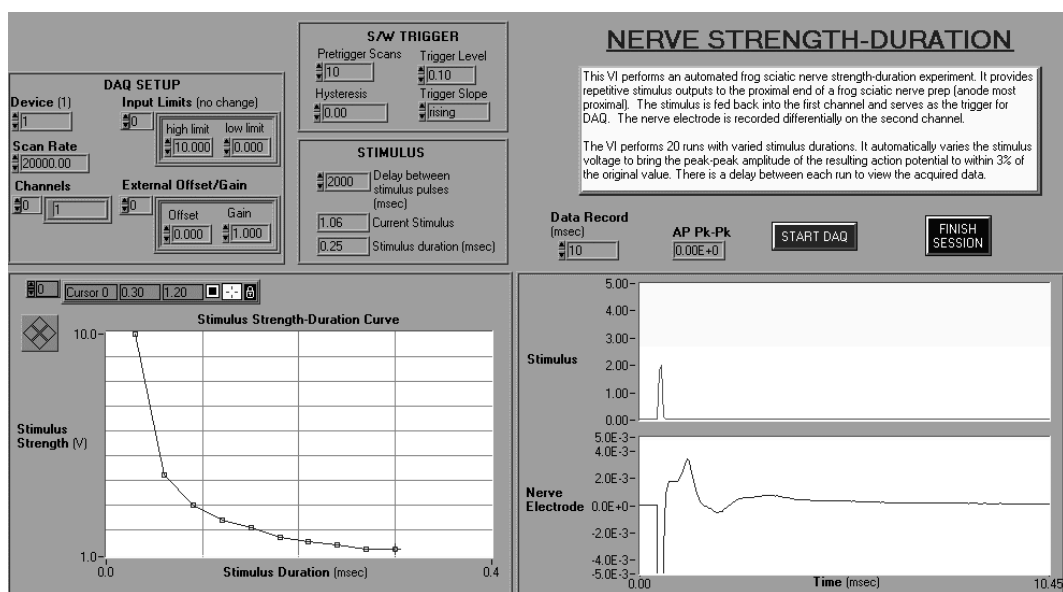 NERVE STRENGTH-DURATION
This VI performs an automated frog sciatic nerve strength-duration experiment. It provides
repetitive stimulus outputs to the proximal end of a frog sciatic nerve prep (anode most
proximal). The stimulus is fed back into the first channel and serves as the trigger for
DAQ. The nerve electrode is recorded differentially on the second channel.
The VI performs 20 runs with varied stimulus durations. It automatically varies the stimulus
voltage to bring the peak-peak amplitude of the resulting action potential to within 3% of
the original value. There is a delay between each run to view the acquired data.
DAQ SETUP
Device (1)
1
Scan Rate
20000.00
Channels
0
1
Input Limits (no change)
0
high limit low limit
10.000 0.000
External Offset/Gain
0
Offset Gain
0.000 1.000
S/W TRIGGER
Pretrigger Scans Trigger Level
10 0.10
Hysteresis Trigger Slope
0.00 rising
STIMULUS
2000 Delay between
stimulus pulses
(msec)
1.06 Current Stimulus
0.25 Stimulus duration (msec)
Data Record
(msec)
10
AP Pk-Pk
0.00E+0
START DAQ
FINISH
SESSION
0 Cursor 0 0.30 1.20
Stimulus Strength-Duration Curve
10.0
Stimulus
Strength (V)
1.0
0.0 0.4
Stimulus Duration (msec)
5.00
4.00
3.00
Stimulus
2.00
1.00
0.00
5.0E-3
4.0E-3
2.0E-3
Nerve
Electrode
0.0E+0
-2.0E-3
-4.0E-3
-5.0E-3
0.00 10.45
Time (msec)